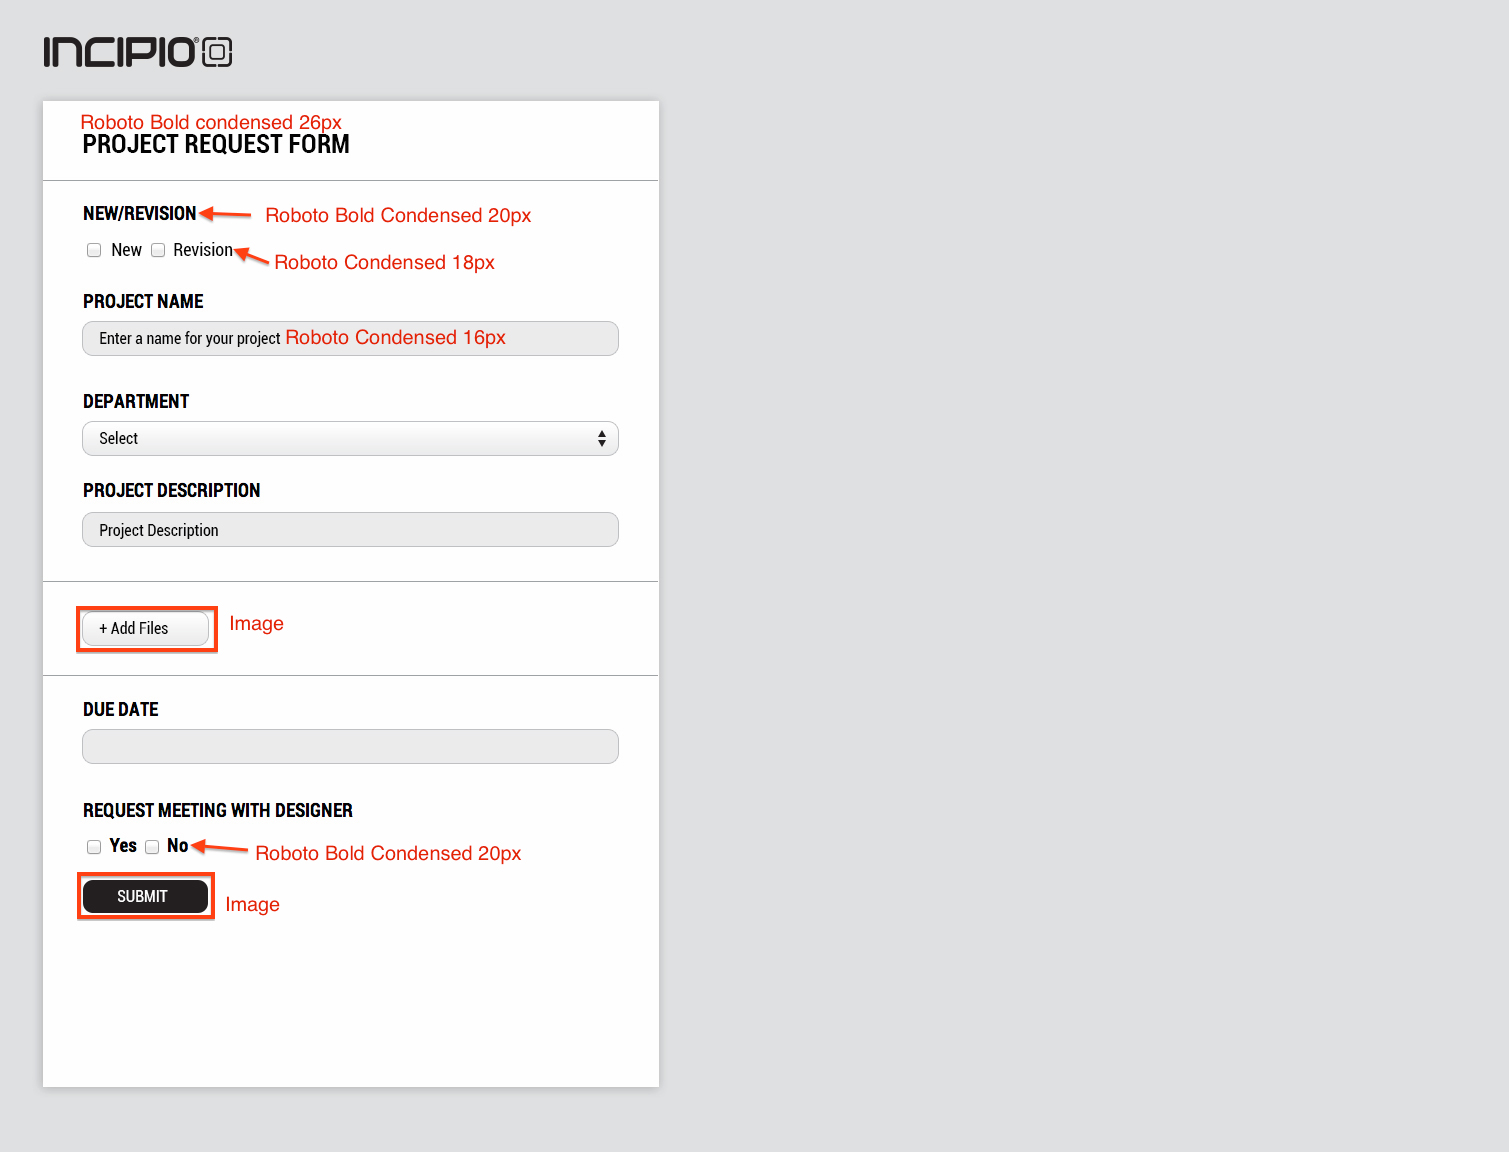 INCIPIO®
Roboto Bold condensed 26px
PROJECT REQUEST FORM
NEW/REVISION Roboto Bold Condensed 20px
New Revision Roboto Condensed 18px
PROJECT NAME
Enter a name for your project Roboto Condensed 16px
DEPARTMENT
Select
PROJECT DESCRIPTION
Project Description
+ Add Files Image
DUE DATE
REQUEST MEETING WITH DESIGNER
Yes No Roboto Bold Condensed 20px
SUBMIT Image